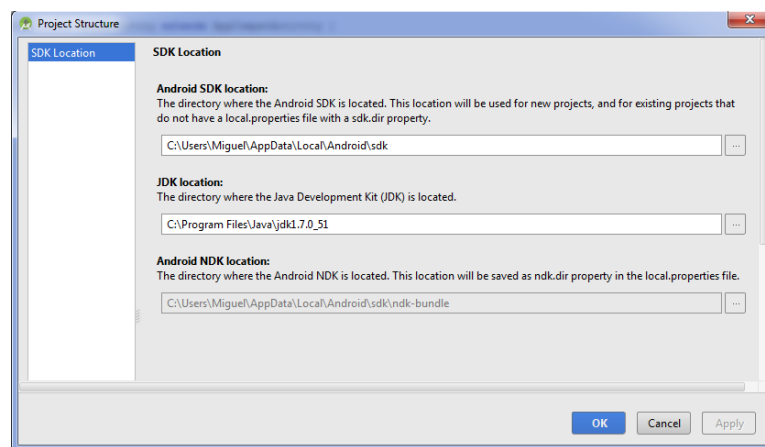 Project Structure
SDK Location
SDK Location
Android SDK location:
The directory where the Android SDK is located. This location will be used for new projects, and for existing projects that
do not have a local.properties file with a sdk.dir property.
C:\Users\Miguel\AppData\Local\Android\sdk
...
JDK location:
The directory where the Java Development Kit (JDK) is located.
C:\Program Files\Java\jdk1.7.0_51
...
Android NDK location:
The directory where the Android NDK is located. This location will be saved as ndk.dir property in the local.properties file.
C:\Users\Miguel\AppData\Local\Android\sdk\ndk-bundle
...
OK
Cancel
Apply